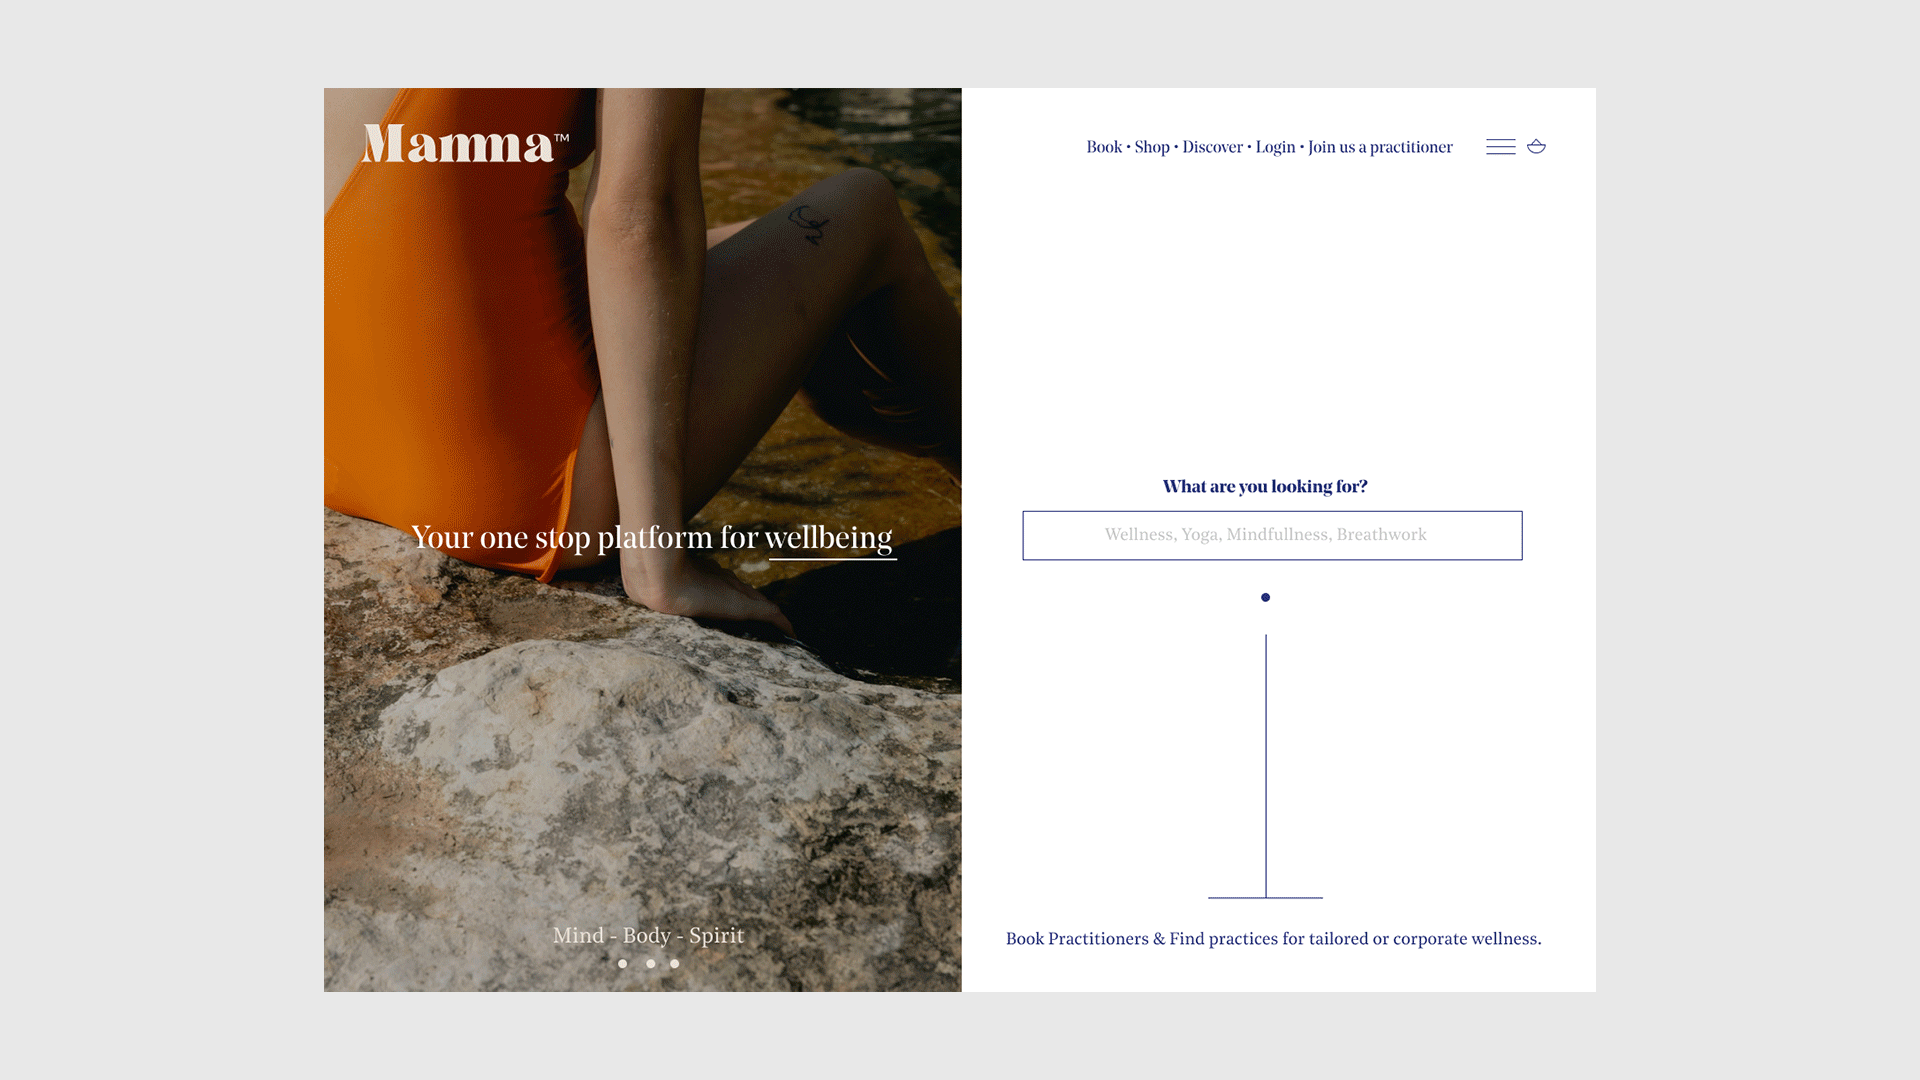 Mamma™
Book • Shop • Discover • Login • Join us a practitioner
What are you looking for?
Wellness, Yoga, Mindfullness, Breathwork
Your one stop platform for wellbeing
Mind - Body - Spirit
Book Practitioners & Find practices for tailored or corporate wellness.